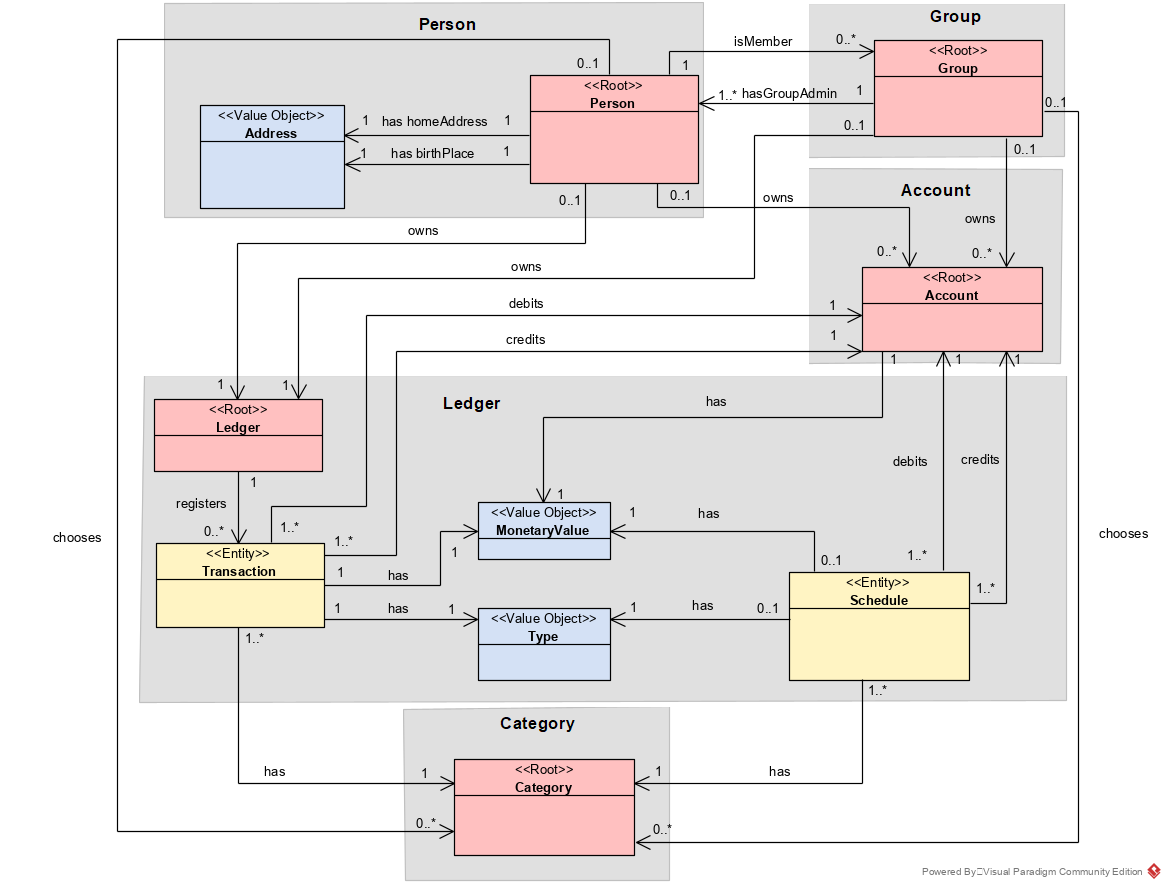 Person
Group
isMember
0..*
<<Root>>
Group
0..1
1
<<Root>>
Person
1..* hasGroupAdmin
1
0..1
<<Value Object>>
Address
1
has homeAddress
1
0..1
1
has birthPlace
1
0..1
0..1
0..1
owns
Account
owns
owns
0..*
0..*
owns
<<Root>>
Account
debits
1
credits
1
1
1
1
1
1
<<Root>>
Ledger
Ledger
has
debits
credits
1
registers
1
0..*
1..*
<<Value Object>>
MonetaryValue
1
has
1..*
1
0..1
1..*
chooses
chooses
<<Entity>>
Transaction
1
has
<<Entity>>
Schedule
1..*
1
has
1
<<Value Object>>
Type
1
has
0..1
1..*
1..*
Category
has
1
<<Root>>
Category
1
has
0..*
0..*
Powered By Visual Paradigm Community Edition